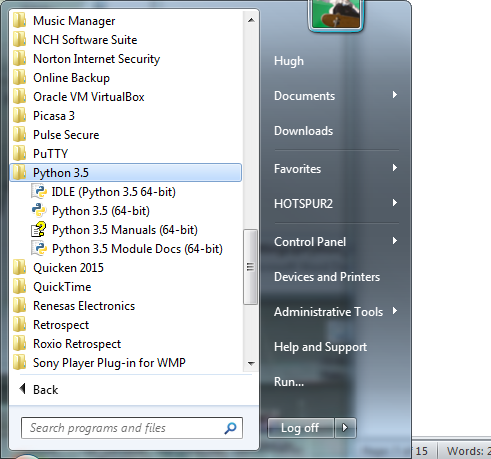 Music Manager
NCH Software Suite
Norton Internet Security
Online Backup
Oracle VM VirtualBox
Picasa 3
Pulse Secure
PuTTY
Python 3.5
IDLE (Python 3.5 64-bit)
Python 3.5 (64-bit)
Python 3.5 Manuals (64-bit)
Python 3.5 Module Docs (64-bit)
Quicken 2015
QuickTime
Renesas Electronics
Retrospect
Roxio Retrospect
Sony Player Plug-in for WMP
Back
Search programs and files
Hugh
Documents
Downloads
Favorites
HOTSPUR2
Control Panel
Devices and Printers
Administrative Tools
Help and Support
Run...
Log off
15
Words: 2